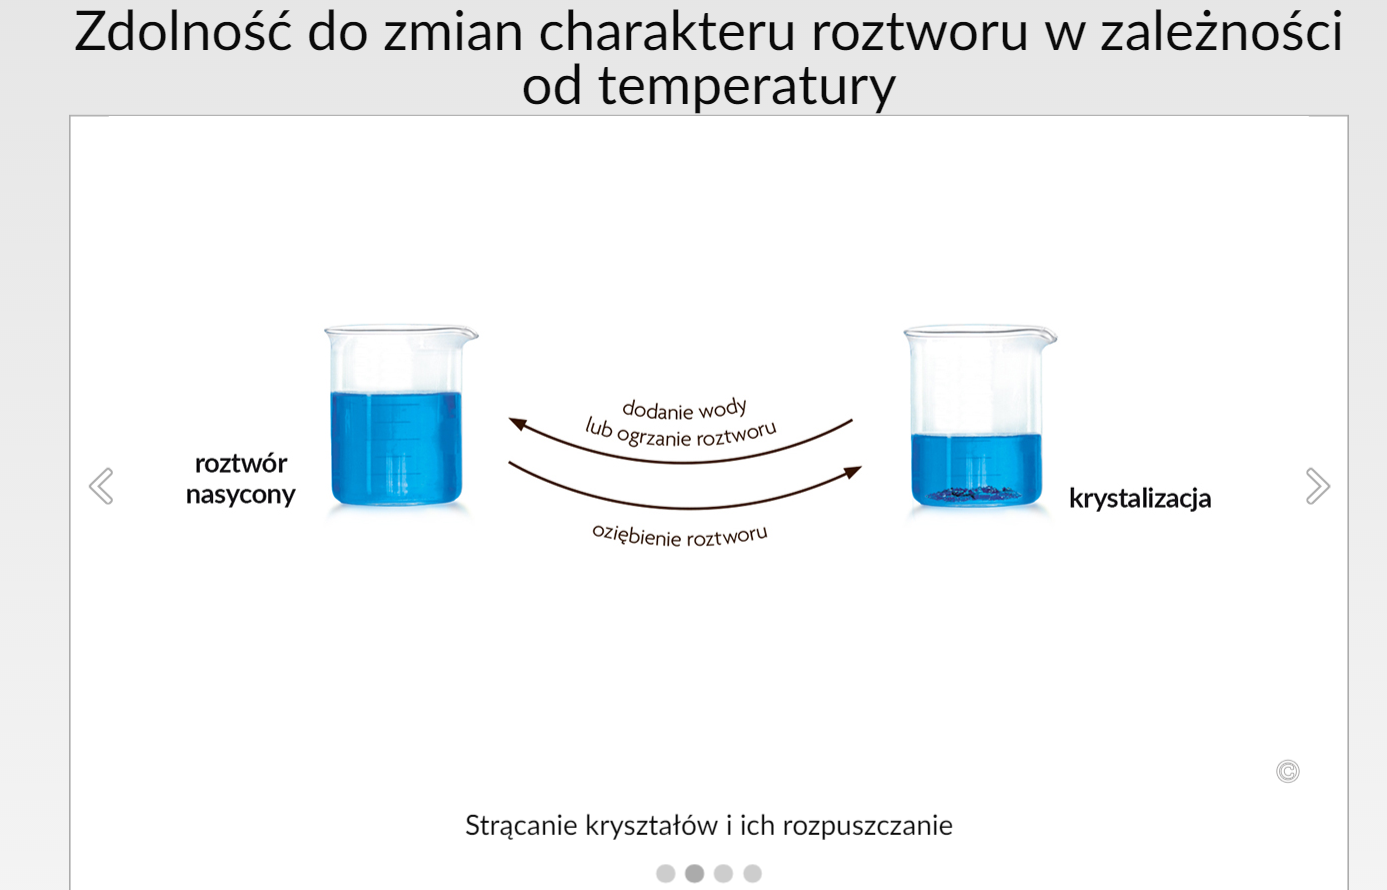 Zdolność do zmian charakteru roztworu w zależności
od temperatury
dodanie wody
lub ogrzanie roztworu
roztwór
nasycony
krystalizacja
oziębienie roztworu
©
Strącanie kryształów i ich rozpuszczanie